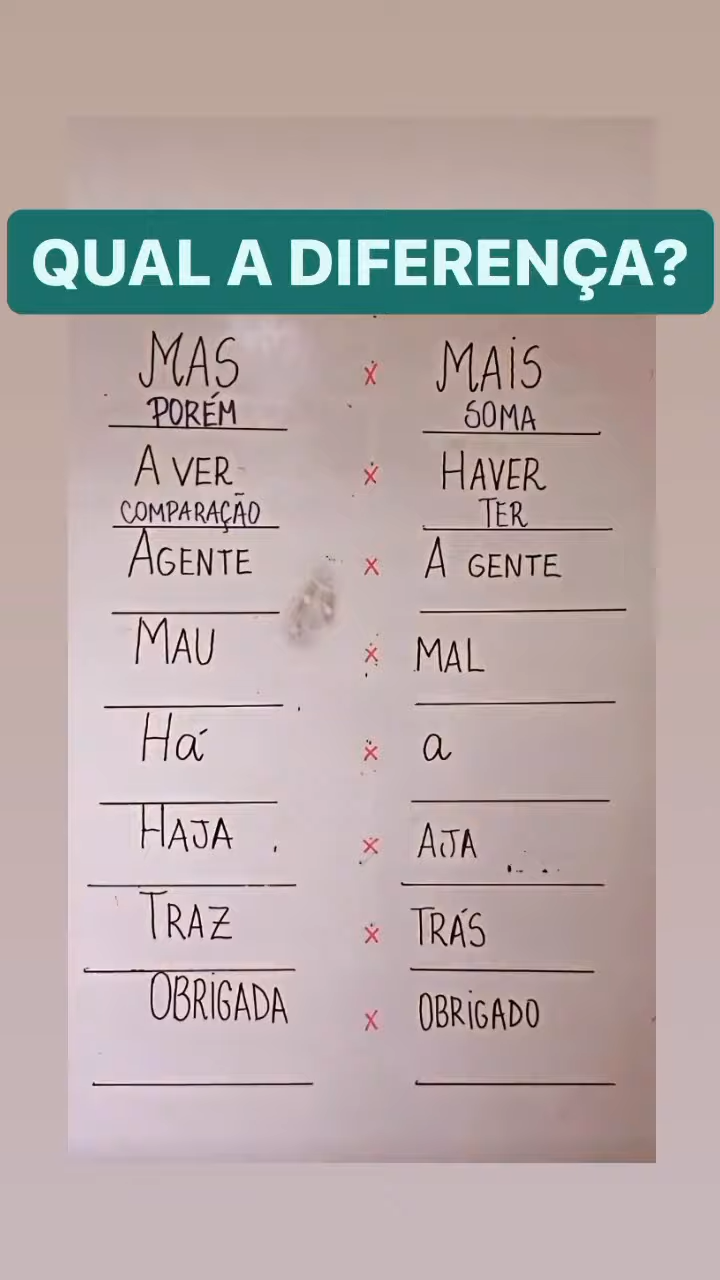 QUAL A DIFERENÇA?
MAS x MAIS
PORÉM SOMA
A VER x HAVER
COMPARAÇÃO TER
AGENTE x A GENTE
MAU x MAL
Há x a
HAJA x AJA
TRAZ x TRÁS
OBRIGADA x OBRIGADO